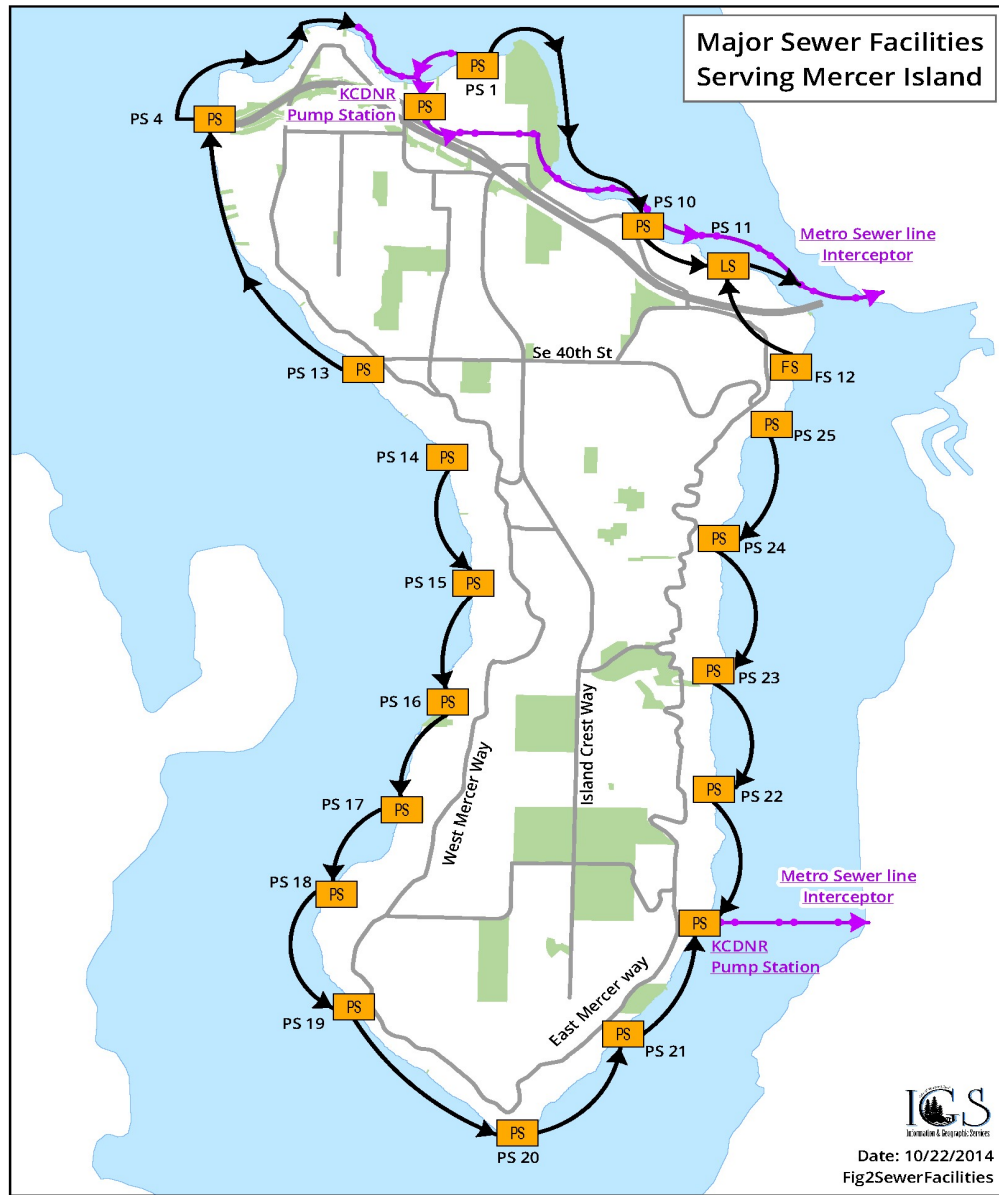 Major Sewer Facilities
Serving Mercer Island
PS
PS 1
KCDNR
Pump Station
PS
PS 4
PS
PS 10
PS
PS 11
LS
Metro Sewer line
Interceptor
Se 40th St
PS 13
PS
FS
FS 12
PS
PS 25
PS 14
PS
PS
PS 24
PS 15
PS
PS
PS 23
PS 16
PS
Island Crest Way
West Mercer Way
PS
PS 22
PS 17
PS
PS 18
PS
Metro Sewer line
Interceptor
PS
KCDNR
Pump Station
East Mercer way
PS 19
PS
PS
PS 21
PS
PS 20
IGS
Information & Geographic Services
Date: 10/22/2014
Fig2SewerFacilities